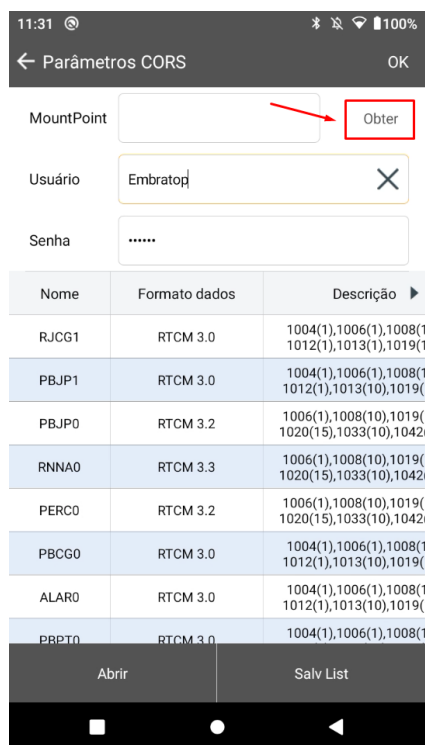 11:31 100%
Parâmetros CORS OK
MountPoint Obter
Usuário Embratop
Senha ••••••
Nome Formato dados Descrição
RJCG1 RTCM 3.0 1004(1),1006(1),1008(1
1012(1),1013(1),1019(1
PBJP1 RTCM 3.0 1004(1),1006(1),1008(1
1012(1),1013(10),1019(
PBJP0 RTCM 3.2 1006(1),1008(10),1019(
1020(15),1033(10),1042(
RNNA0 RTCM 3.3 1006(1),1008(10),1019(
1020(15),1033(10),1042(
PERC0 RTCM 3.2 1006(1),1008(10),1019(
1020(15),1033(10),1042(
PBCG0 RTCM 3.0 1004(1),1006(1),1008(1
1012(1),1013(10),1019(
ALAR0 RTCM 3.0 1004(1),1006(1),1008(1
1012(1),1013(10),1019(
PBPT0 RTCM 3.0 1004(1),1006(1),1008(1
Abrir Salv List